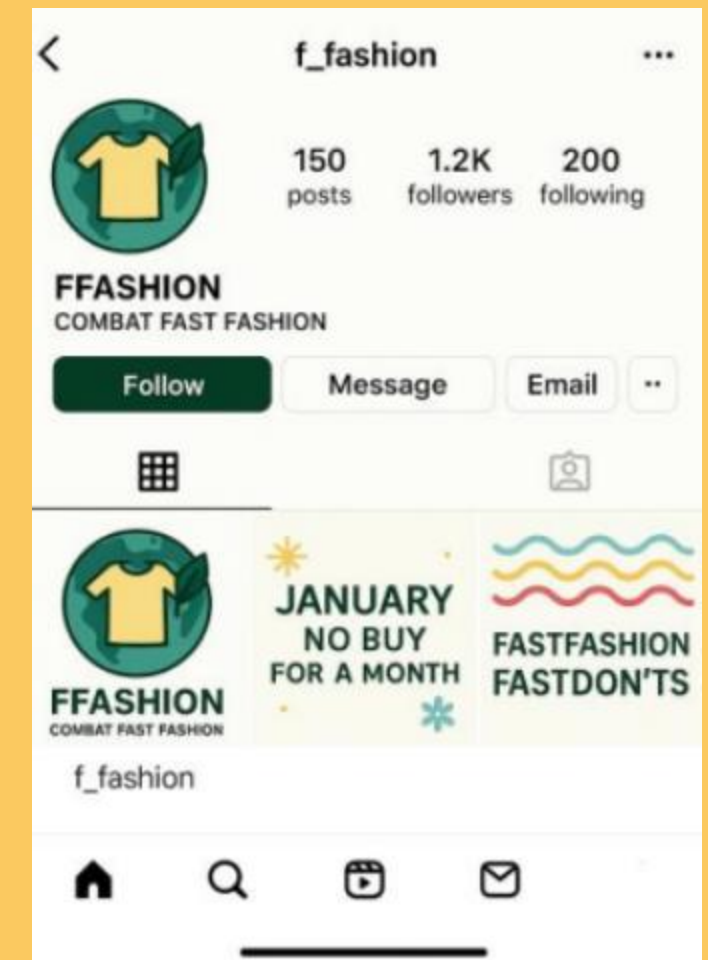 f_fashion
150 1.2K 200
posts followers following
FFASHION
COMBAT FAST FASHION
Follow Message Email
FFASHION
COMBAT FAST FASHION
JANUARY
NO BUY
FOR A MONTH
FASTFASHION
FASTDON'TS
f_fashion